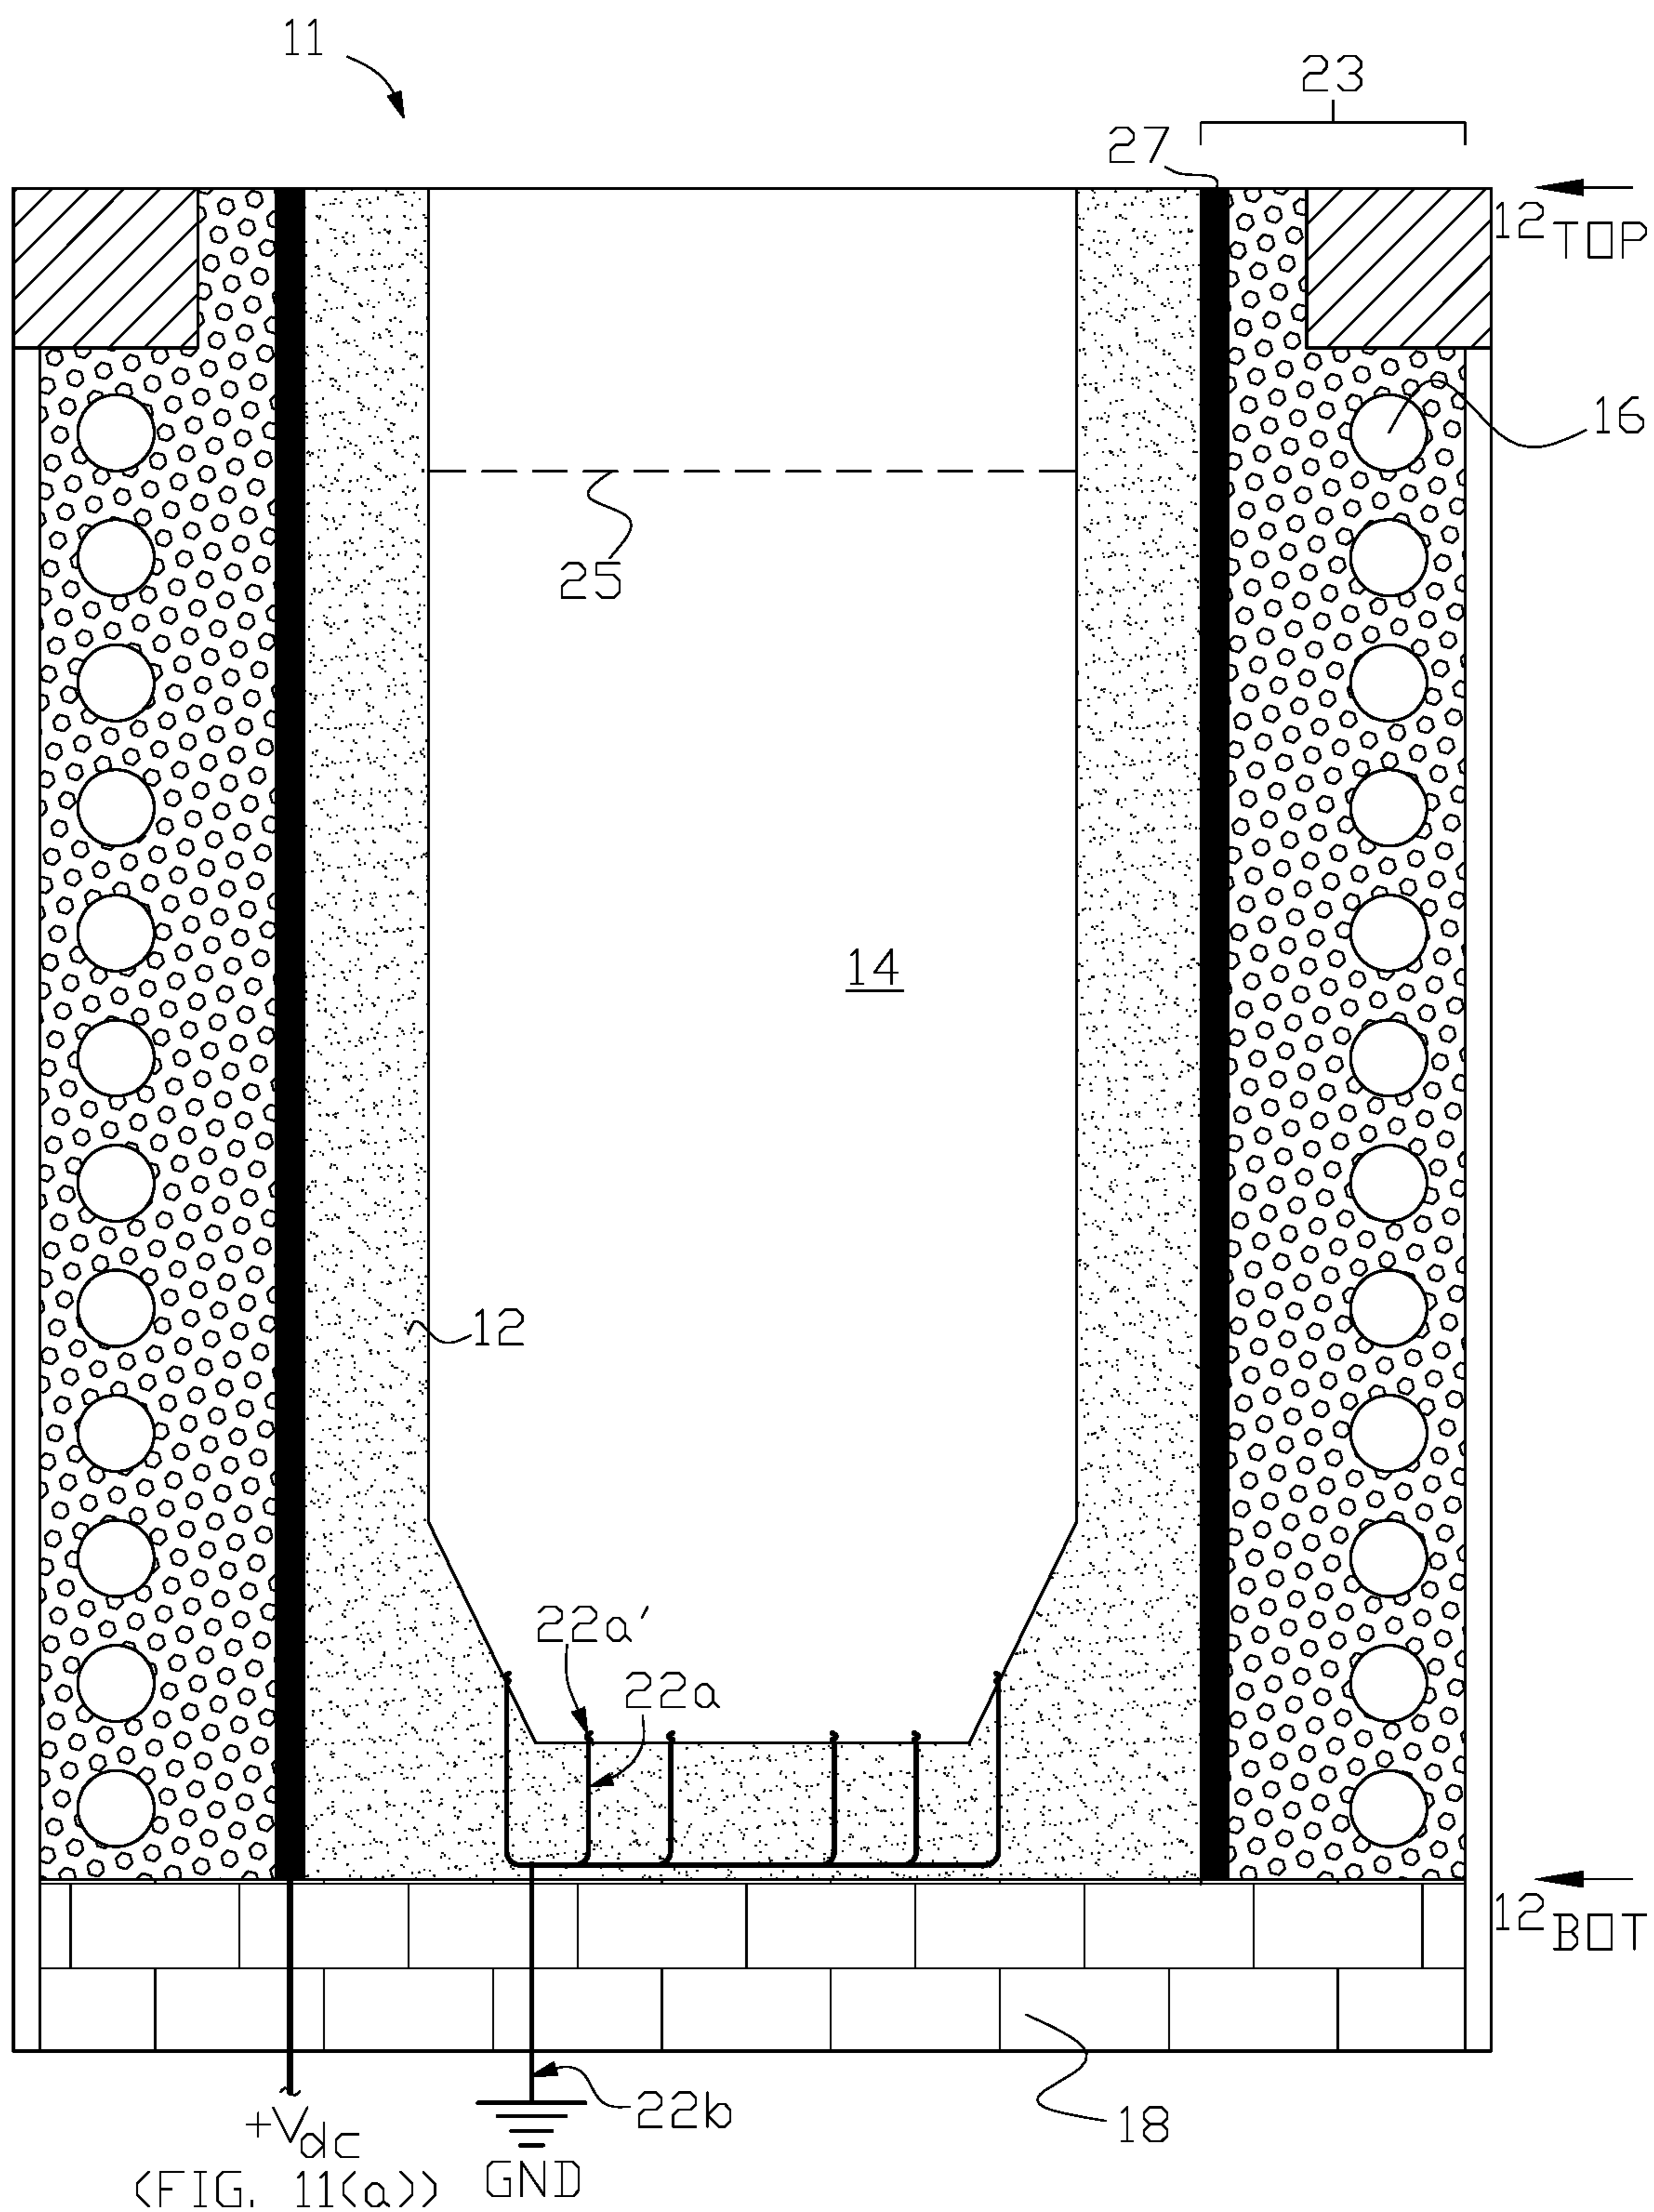 11
23
27
12TOP
16
25
14
12
22a′
22a
12BOT
22b
18
+Vdc
(FIG. 11(a))
GND